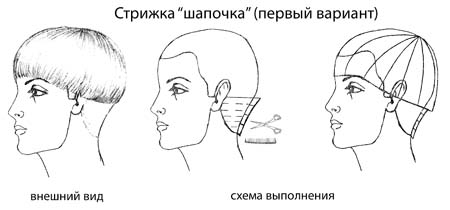 Стрижка “шапочка” (первый вариант)
внешний вид
схема выполнения